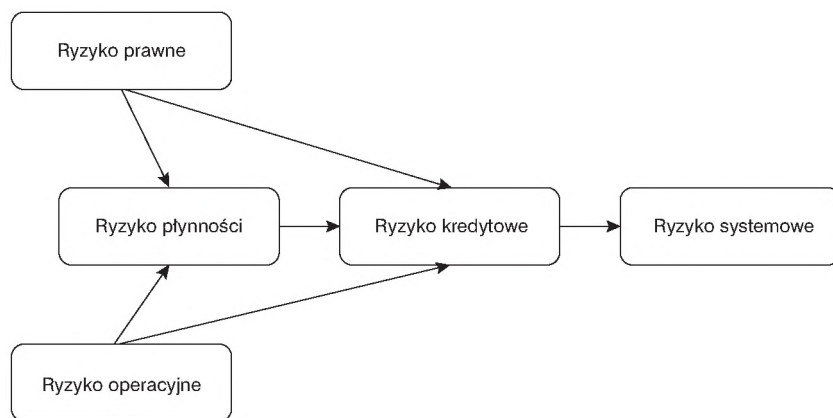 Ryzyko prawne
Ryzyko płynności
Ryzyko kredytowe
Ryzyko systemowe
Ryzyko operacyjne